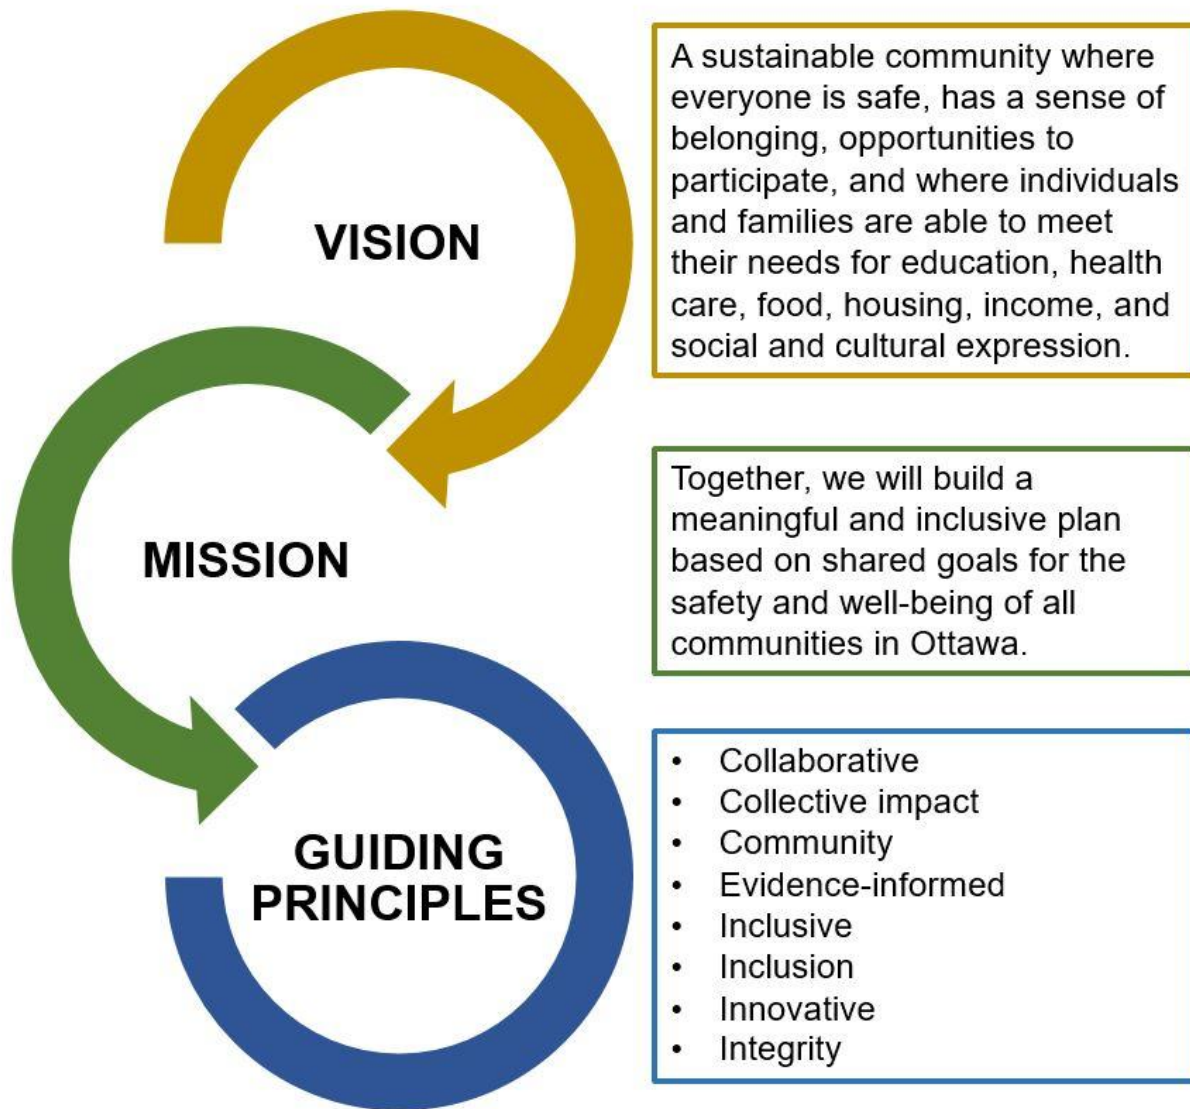 VISION
A sustainable community where
everyone is safe, has a sense of
belonging, opportunities to
participate, and where individuals
and families are able to meet
their needs for education, health
care, food, housing, income, and
social and cultural expression.
MISSION
Together, we will build a
meaningful and inclusive plan
based on shared goals for the
safety and well-being of all
communities in Ottawa.
GUIDING
PRINCIPLES
• Collaborative
• Collective impact
• Community
• Evidence-informed
• Inclusive
• Inclusion
• Innovative
• Integrity